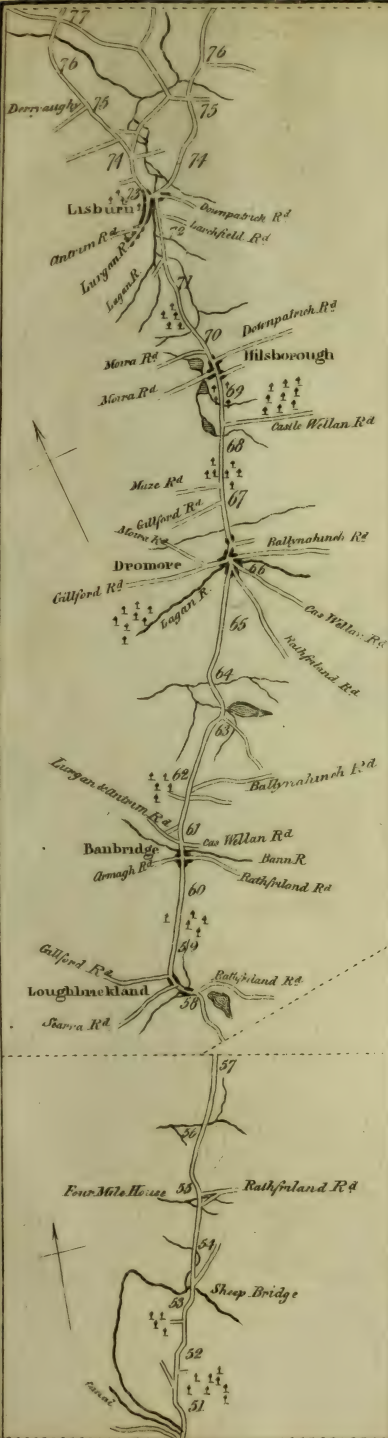 77
76
76
Derryaughy
75
75
74
74
73
Lisburn
Downpatrick Rd
Antrim Rd
Lurgan R
72
Larchfield Rd
Lagan R
71
70
Downpatrick Rd
Moira Rd
Hilsborough
Moira Rd
69
Castle Wellan Rd
68
Maze Rd
67
Gillford Rd
Moira Rd
Ballynahinch Rd
Dromore
66
Gillford Rd
Lagan R.
Cas Wellan Rd
65
Rathfriland Rd
64
63
Lurgan & Antrim Rd
62
Ballynahinch Rd
61
Cas Wellan Rd
Banbridge
Bann R
Armagh Rd
60
Rathfriland Rd
59
Gillford Rd
Rathfriland Rd
Loughbrickland
58
Scarva Rd
57
56
Four Mile House
55
Rathfriland Rd
54
Sheep Bridge
53
52
51
Canal